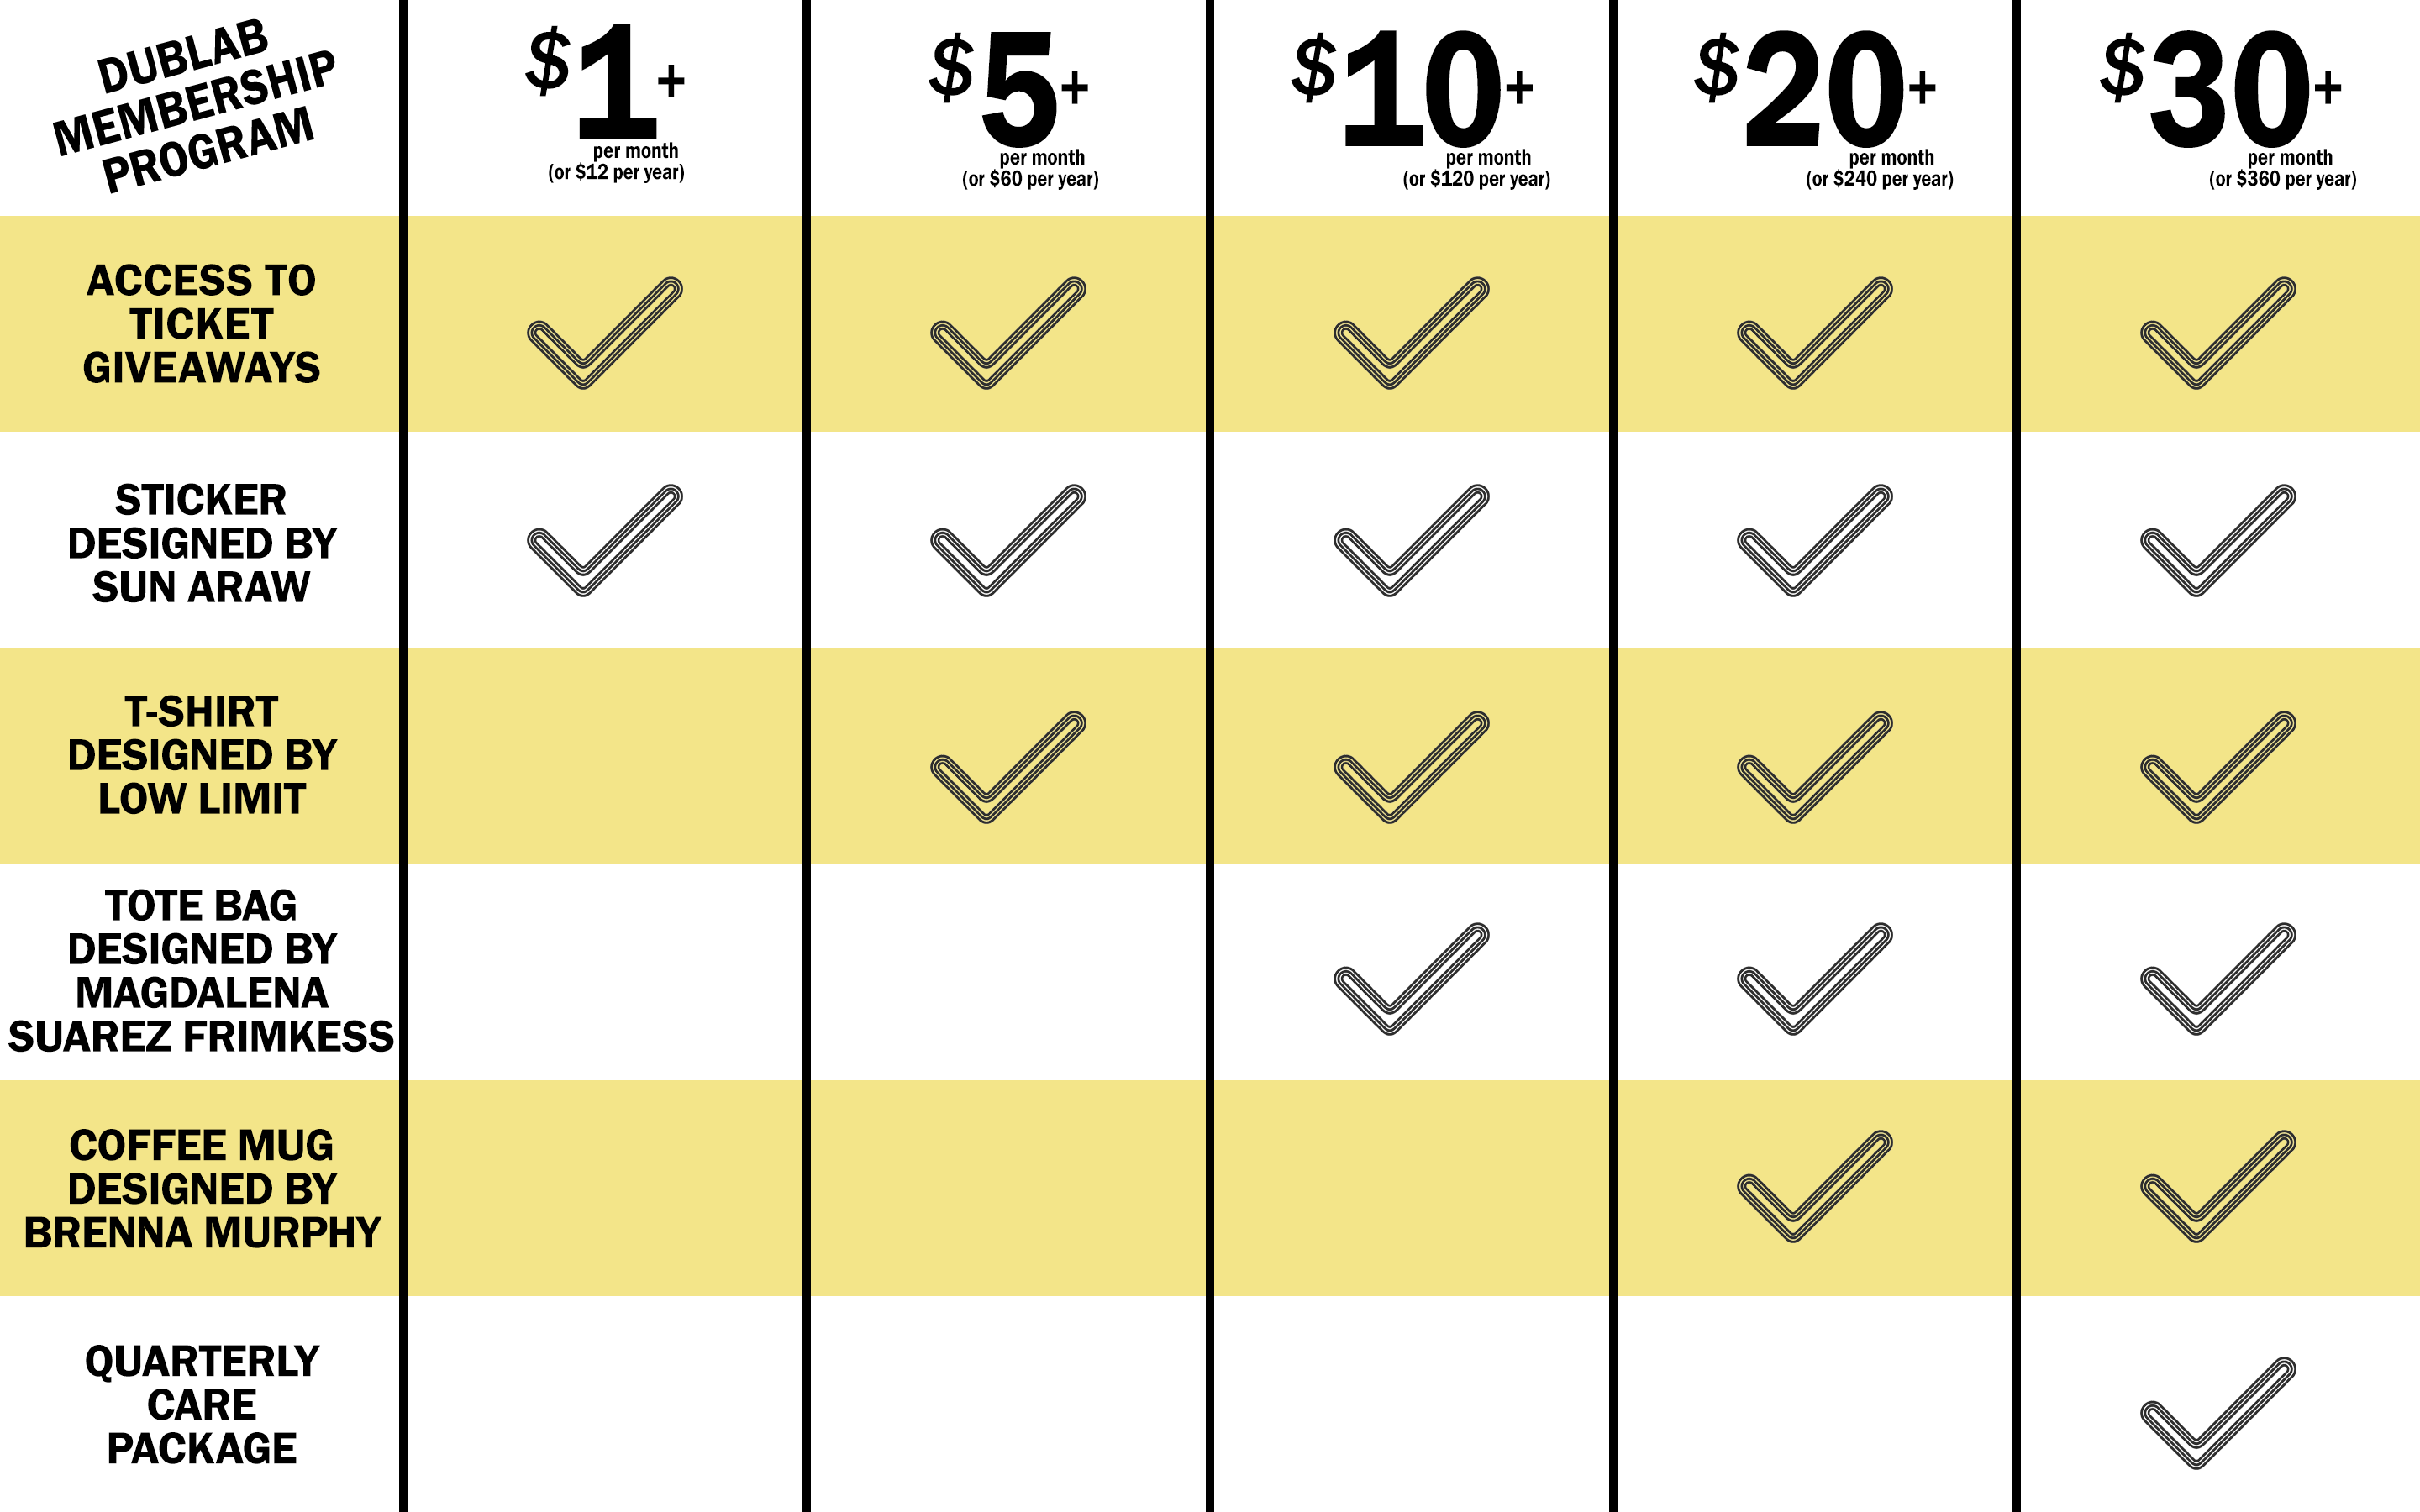 DUBLAB
MEMBERSHIP
PROGRAM
$1+
per month
(or $12 per year)
$5+
per month
(or $60 per year)
$10+
per month
(or $120 per year)
$20+
per month
(or $240 per year)
$30+
per month
(or $360 per year)
ACCESS TO
TICKET
GIVEAWAYS
STICKER
DESIGNED BY
SUN ARAW
T-SHIRT
DESIGNED BY
LOW LIMIT
TOTE BAG
DESIGNED BY
MAGDALENA
SUAREZ FRIMKESS
COFFEE MUG
DESIGNED BY
BRENNA MURPHY
QUARTERLY
CARE
PACKAGE